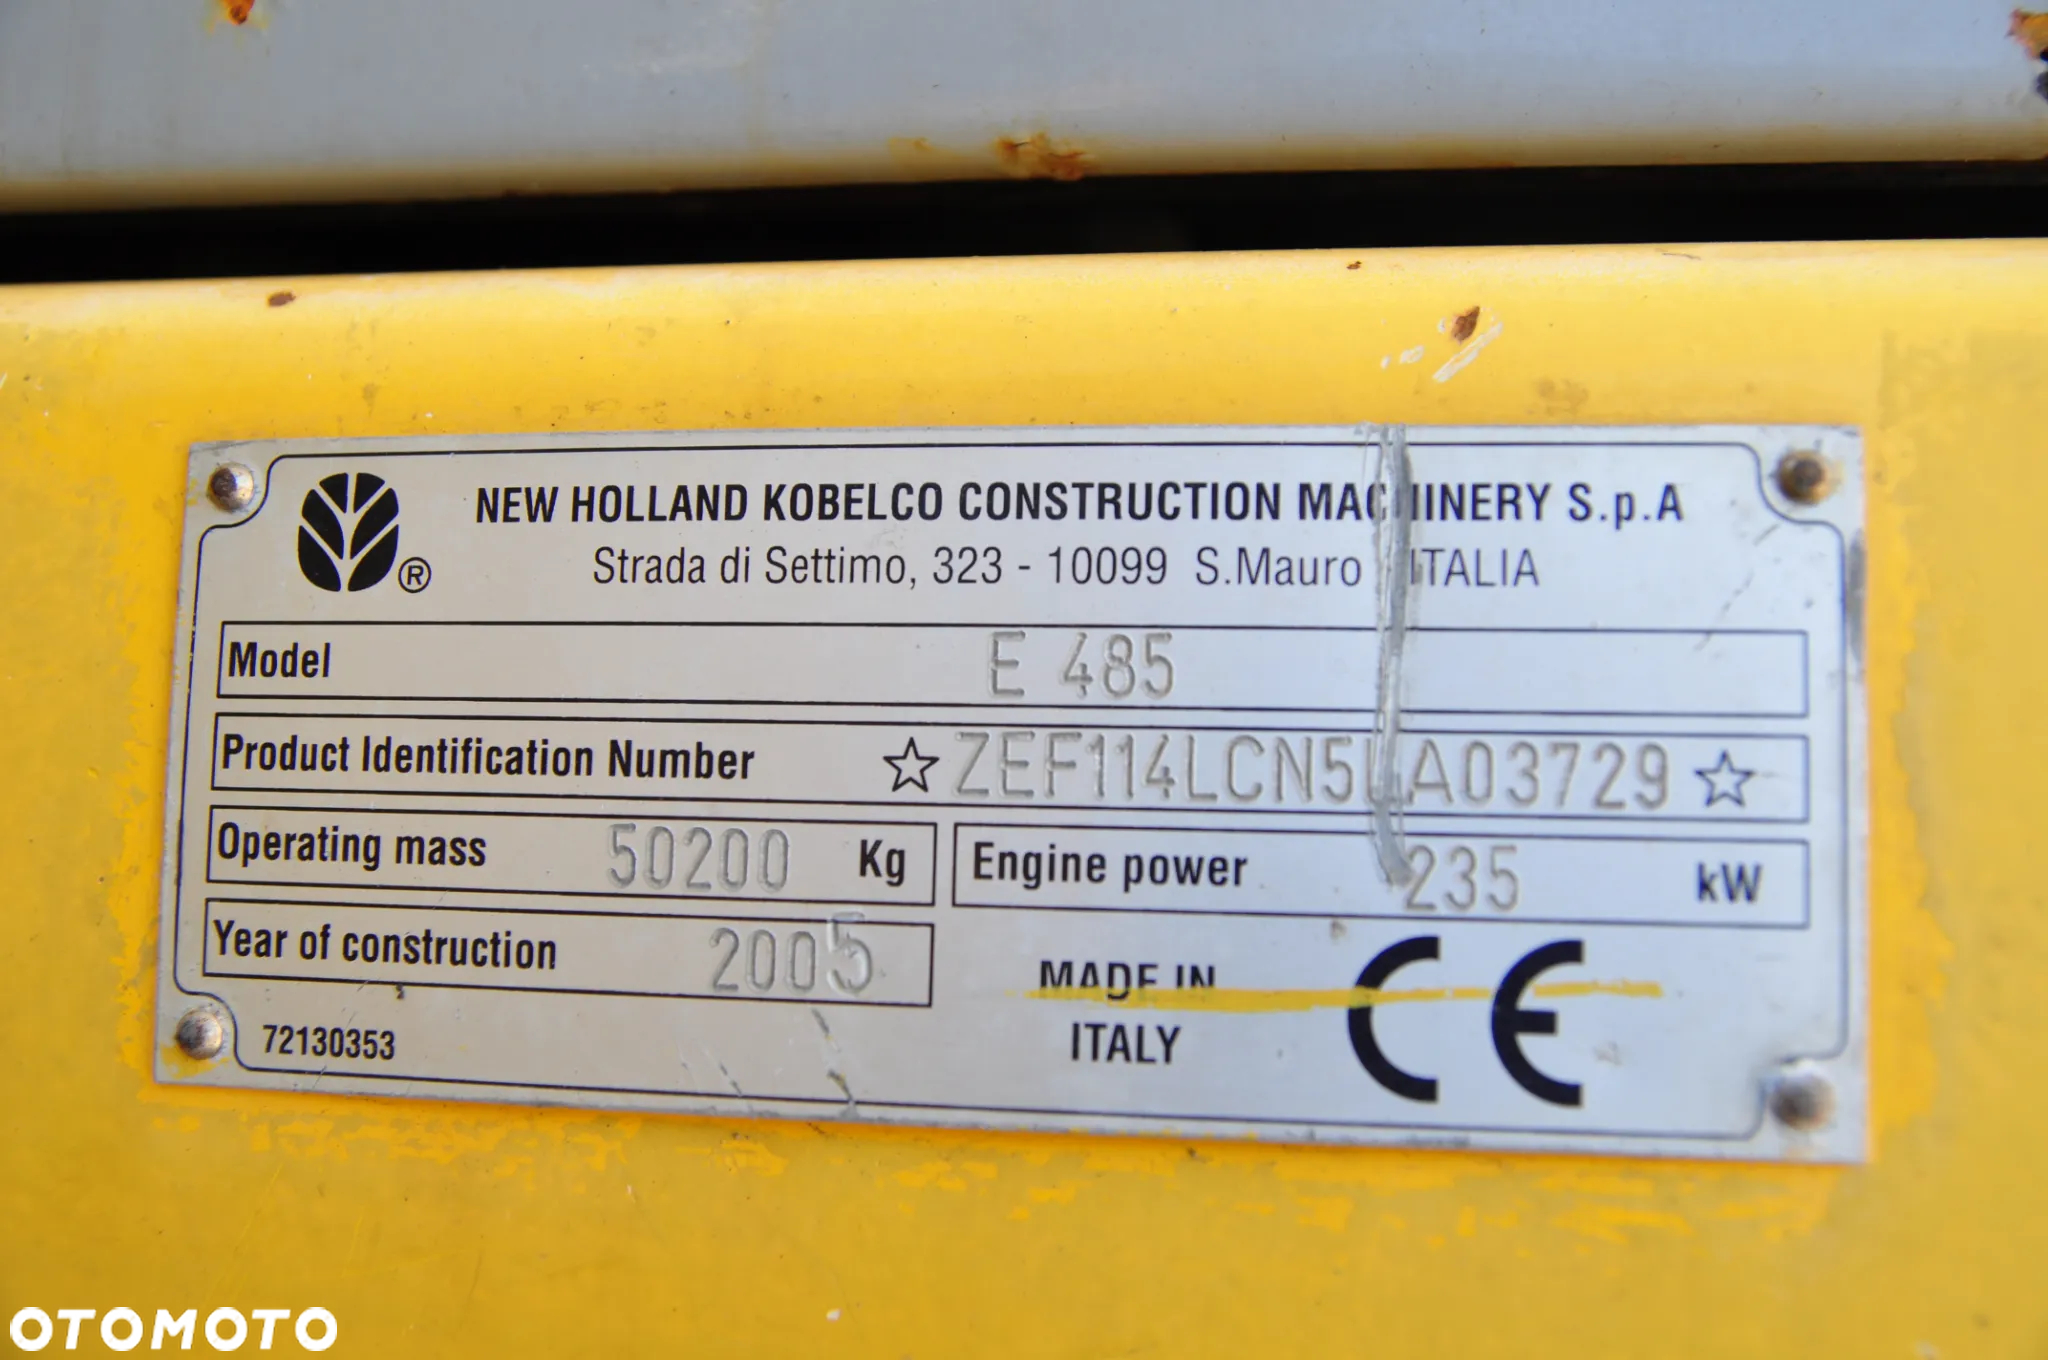 NEW HOLLAND KOBELCO CONSTRUCTION MACHINERY S.p.A
Strada di Settimo, 323 - 10099 S.Mauro - ITALIA
®
Model E 485
Product Identification Number ☆ ZEF114LCN5LA03729 ☆
Operating mass 50200 Kg Engine power 235 kW
Year of construction 2005
MADE IN
ITALY
CE
72130353
OTOMOTO